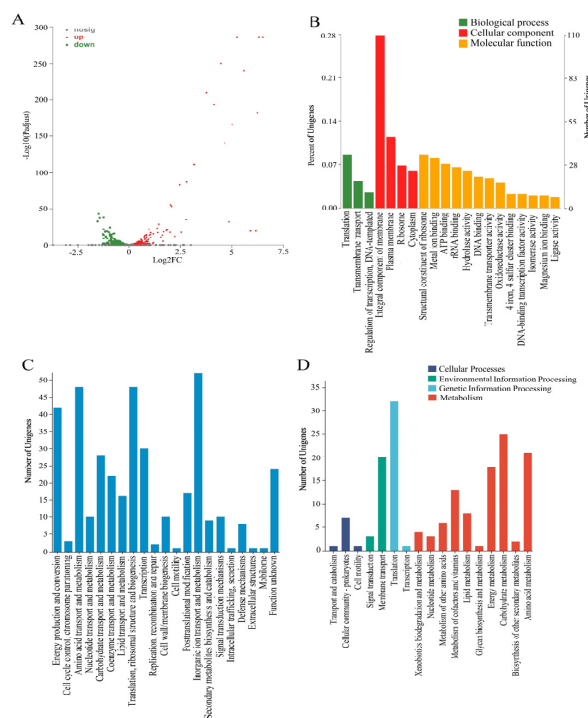 A
nosig
up
down
300
250
200
150
100
50
0
-Log10(Padjust)
-2.5
0.0
2.5
5.0
7.5
Log2FC
B
Biological process
Cellular component
Molecular function
0.28
0.21
0.14
0.07
0.00
Percent of Unigenes
110
83
55
28
0
Number of Unigenes
Translation
Transmembrane transport
Regulation of transcription, DNA-templated
Integral component of membrane
Plasma membrane
Ribosome
Cytoplasm
Structural constituent of ribosome
Metal ion binding
ATP binding
rRNA binding
Hydrolase activity
DNA binding
Transmembrane transporter activity
Oxidoreductase activity
4 iron, 4 sulfur cluster binding
DNA-binding transcription factor activity
Isomerase activity
Magnesium ion binding
Ligase activity
C
50
45
40
35
30
25
20
15
10
5
0
Number of Unigenes
Energy production and conversion
Cell cycle control, chromosome partitioning
Amino acid transport and metabolism
Nucleotide transport and metabolism
Carbohydrate transport and metabolism
Coenzyme transport and metabolism
Lipid transport and metabolism
Translation, ribosomal structure and biogenesis
Transcription
Replication, recombination and repair
Cell wall/membrane biogenesis
Cell motility
Posttranslational modification
Inorganic ion transport and metabolism
Secondary metabolites biosynthesis and catabolism
Signal transduction mechanisms
Intracellular trafficking, secretion
Defense mechanisms
Extracellular structures
Mobilome
Function unknown
D
Cellular Processes
Environmental Information Processing
Genetic Information Processing
Metabolism
35
30
25
20
15
10
5
0
Number of Unigenes
Transport and catabolism
Cellular community - prokaryotes
Cell motility
Signal transduction
Membrane transport
Translation
Transcription
Xenobiotics biodegradation and metabolism
Nucleotide metabolism
Metabolism of other amino acids
Metabolism of cofactors and vitamins
Lipid metabolism
Glycan biosynthesis and metabolism
Energy metabolism
Carbohydrate metabolism
Biosynthesis of other secondary metabolites
Amino acid metabolism